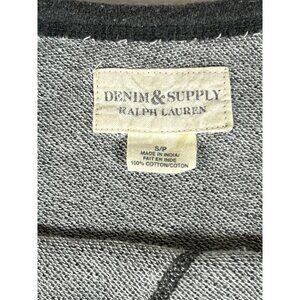 DENIM & SUPPLY
RALPH LAUREN
S/P
MADE IN INDIA/
FAIT EN INDE
100% COTTON/COTON